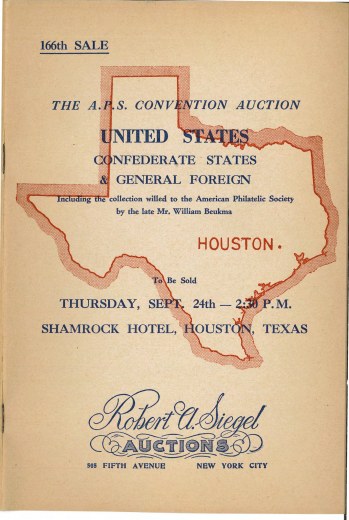 166th SALE
THE A.P.S. CONVENTION AUCTION
UNITED STATES
CONFEDERATE STATES
& GENERAL FOREIGN
Including the collection willed to the American Philatelic Society
by the late Mr. William Beukma
HOUSTON.
To Be Sold
THURSDAY, SEPT. 24th — 2:30 P.M.
SHAMROCK HOTEL, HOUSTON, TEXAS
Robert A. Siegel
AUCTIONS
505 FIFTH AVENUE NEW YORK CITY